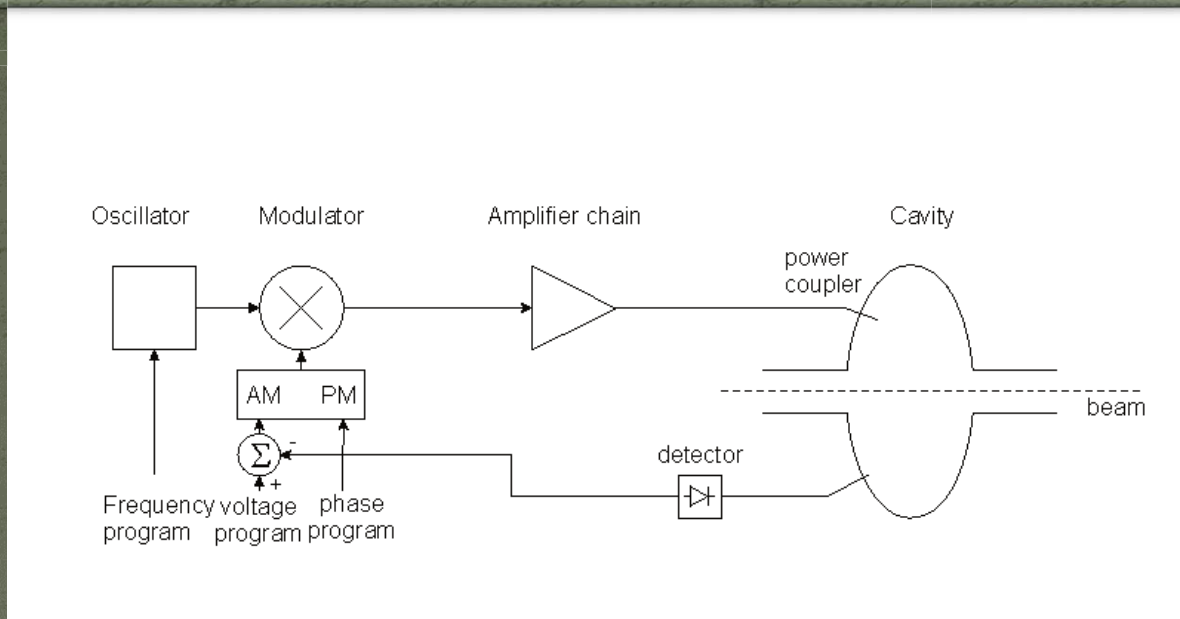 Oscillator
Modulator
Amplifier chain
Cavity
power
coupler
AM PM
beam
Σ
-
+
detector
Frequency
program
voltage
program
phase
program